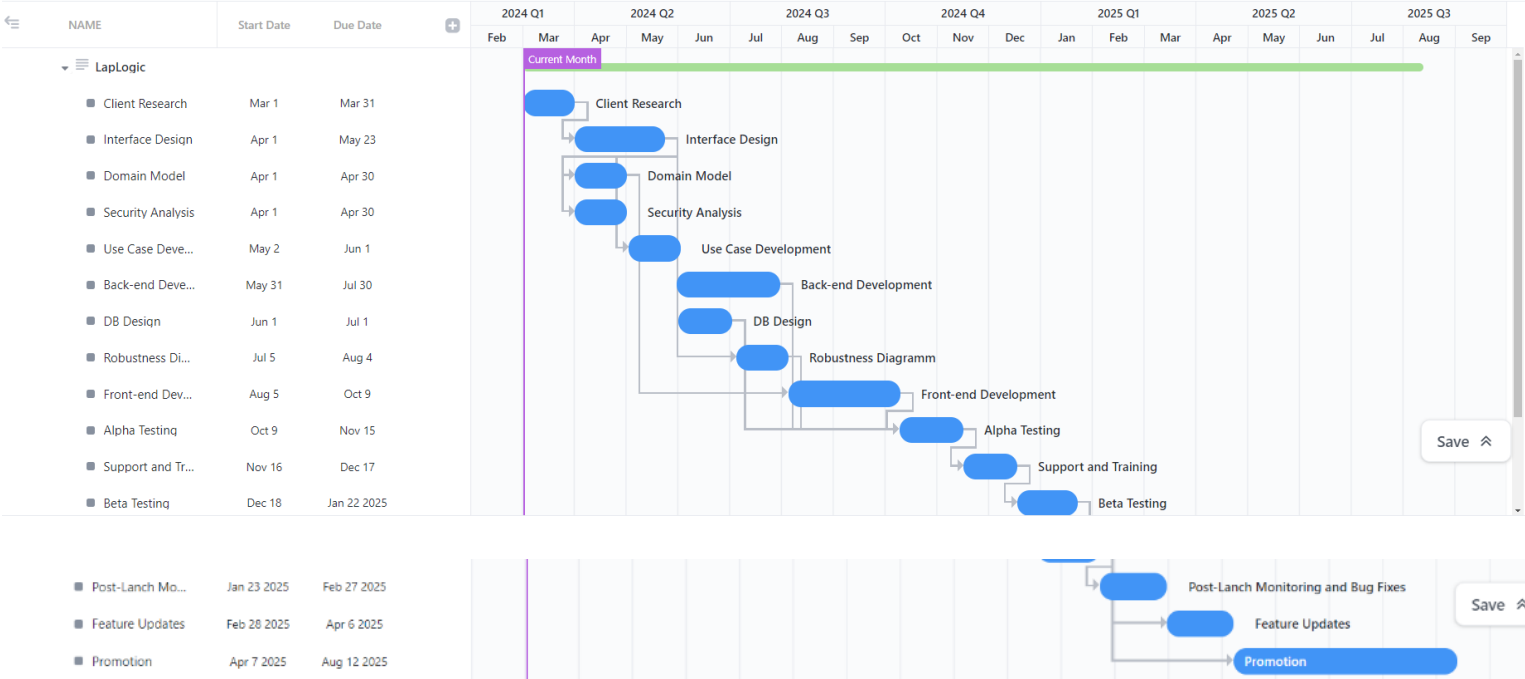 NAME Start Date Due Date 2024 Q1 2024 Q2 2024 Q3 2024 Q4 2025 Q1 2025 Q2 2025 Q3
Feb Mar Apr May Jun Jul Aug Sep Oct Nov Dec Jan Feb Mar Apr May Jun Jul Aug Sep
Current Month
LapLogic
Client Research Mar 1 Mar 31 Client Research
Interface Design Apr 1 May 23 Interface Design
Domain Model Apr 1 Apr 30 Domain Model
Security Analysis Apr 1 Apr 30 Security Analysis
Use Case Deve... May 2 Jun 1 Use Case Development
Back-end Deve... May 31 Jul 30 Back-end Development
DB Design Jun 1 Jul 1 DB Design
Robustness Di... Jul 5 Aug 4 Robustness Diagramm
Front-end Dev... Aug 5 Oct 9 Front-end Development
Alpha Testing Oct 9 Nov 15 Alpha Testing
Save
Support and Tr... Nov 16 Dec 17 Support and Training
Beta Testing Dec 18 Jan 22 2025 Beta Testing
Post-Lanch Mo... Jan 23 2025 Feb 27 2025 Post-Lanch Monitoring and Bug Fixes
Save
Feature Updates Feb 28 2025 Apr 6 2025 Feature Updates
Promotion Apr 7 2025 Aug 12 2025 Promotion